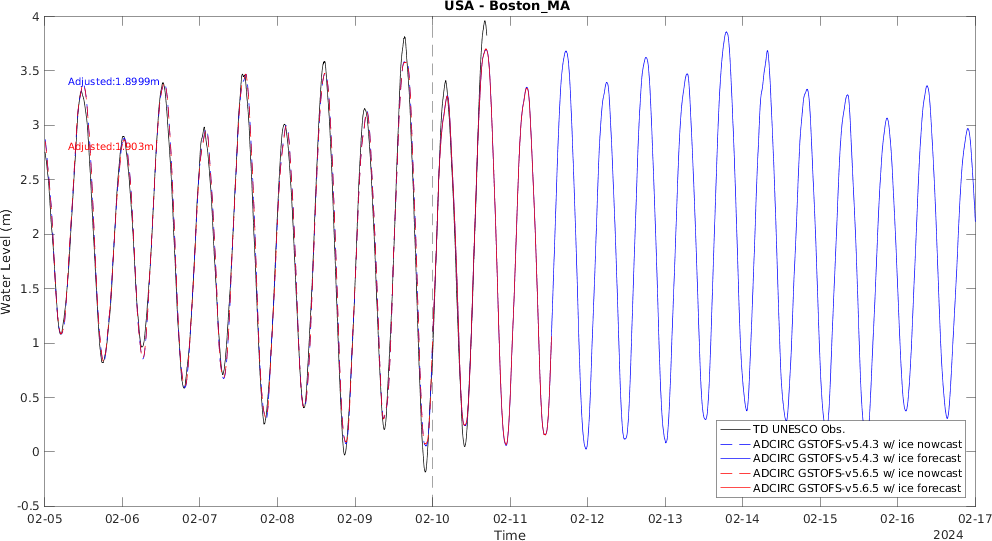 USA - Boston_MA
4
3.5
3
2.5
2
1.5
1
0.5
0
-0.5
Water Level (m)
Adjusted:1.8999m
Adjusted:1.903m
TD UNESCO Obs.
ADCIRC GSTOFS-v5.4.3 w/ ice nowcast
ADCIRC GSTOFS-v5.4.3 w/ ice forecast
ADCIRC GSTOFS-v5.6.5 w/ ice nowcast
ADCIRC GSTOFS-v5.6.5 w/ ice forecast
02-05 02-06 02-07 02-08 02-09 02-10 02-11 02-12 02-13 02-14 02-15 02-16 02-17
Time
2024